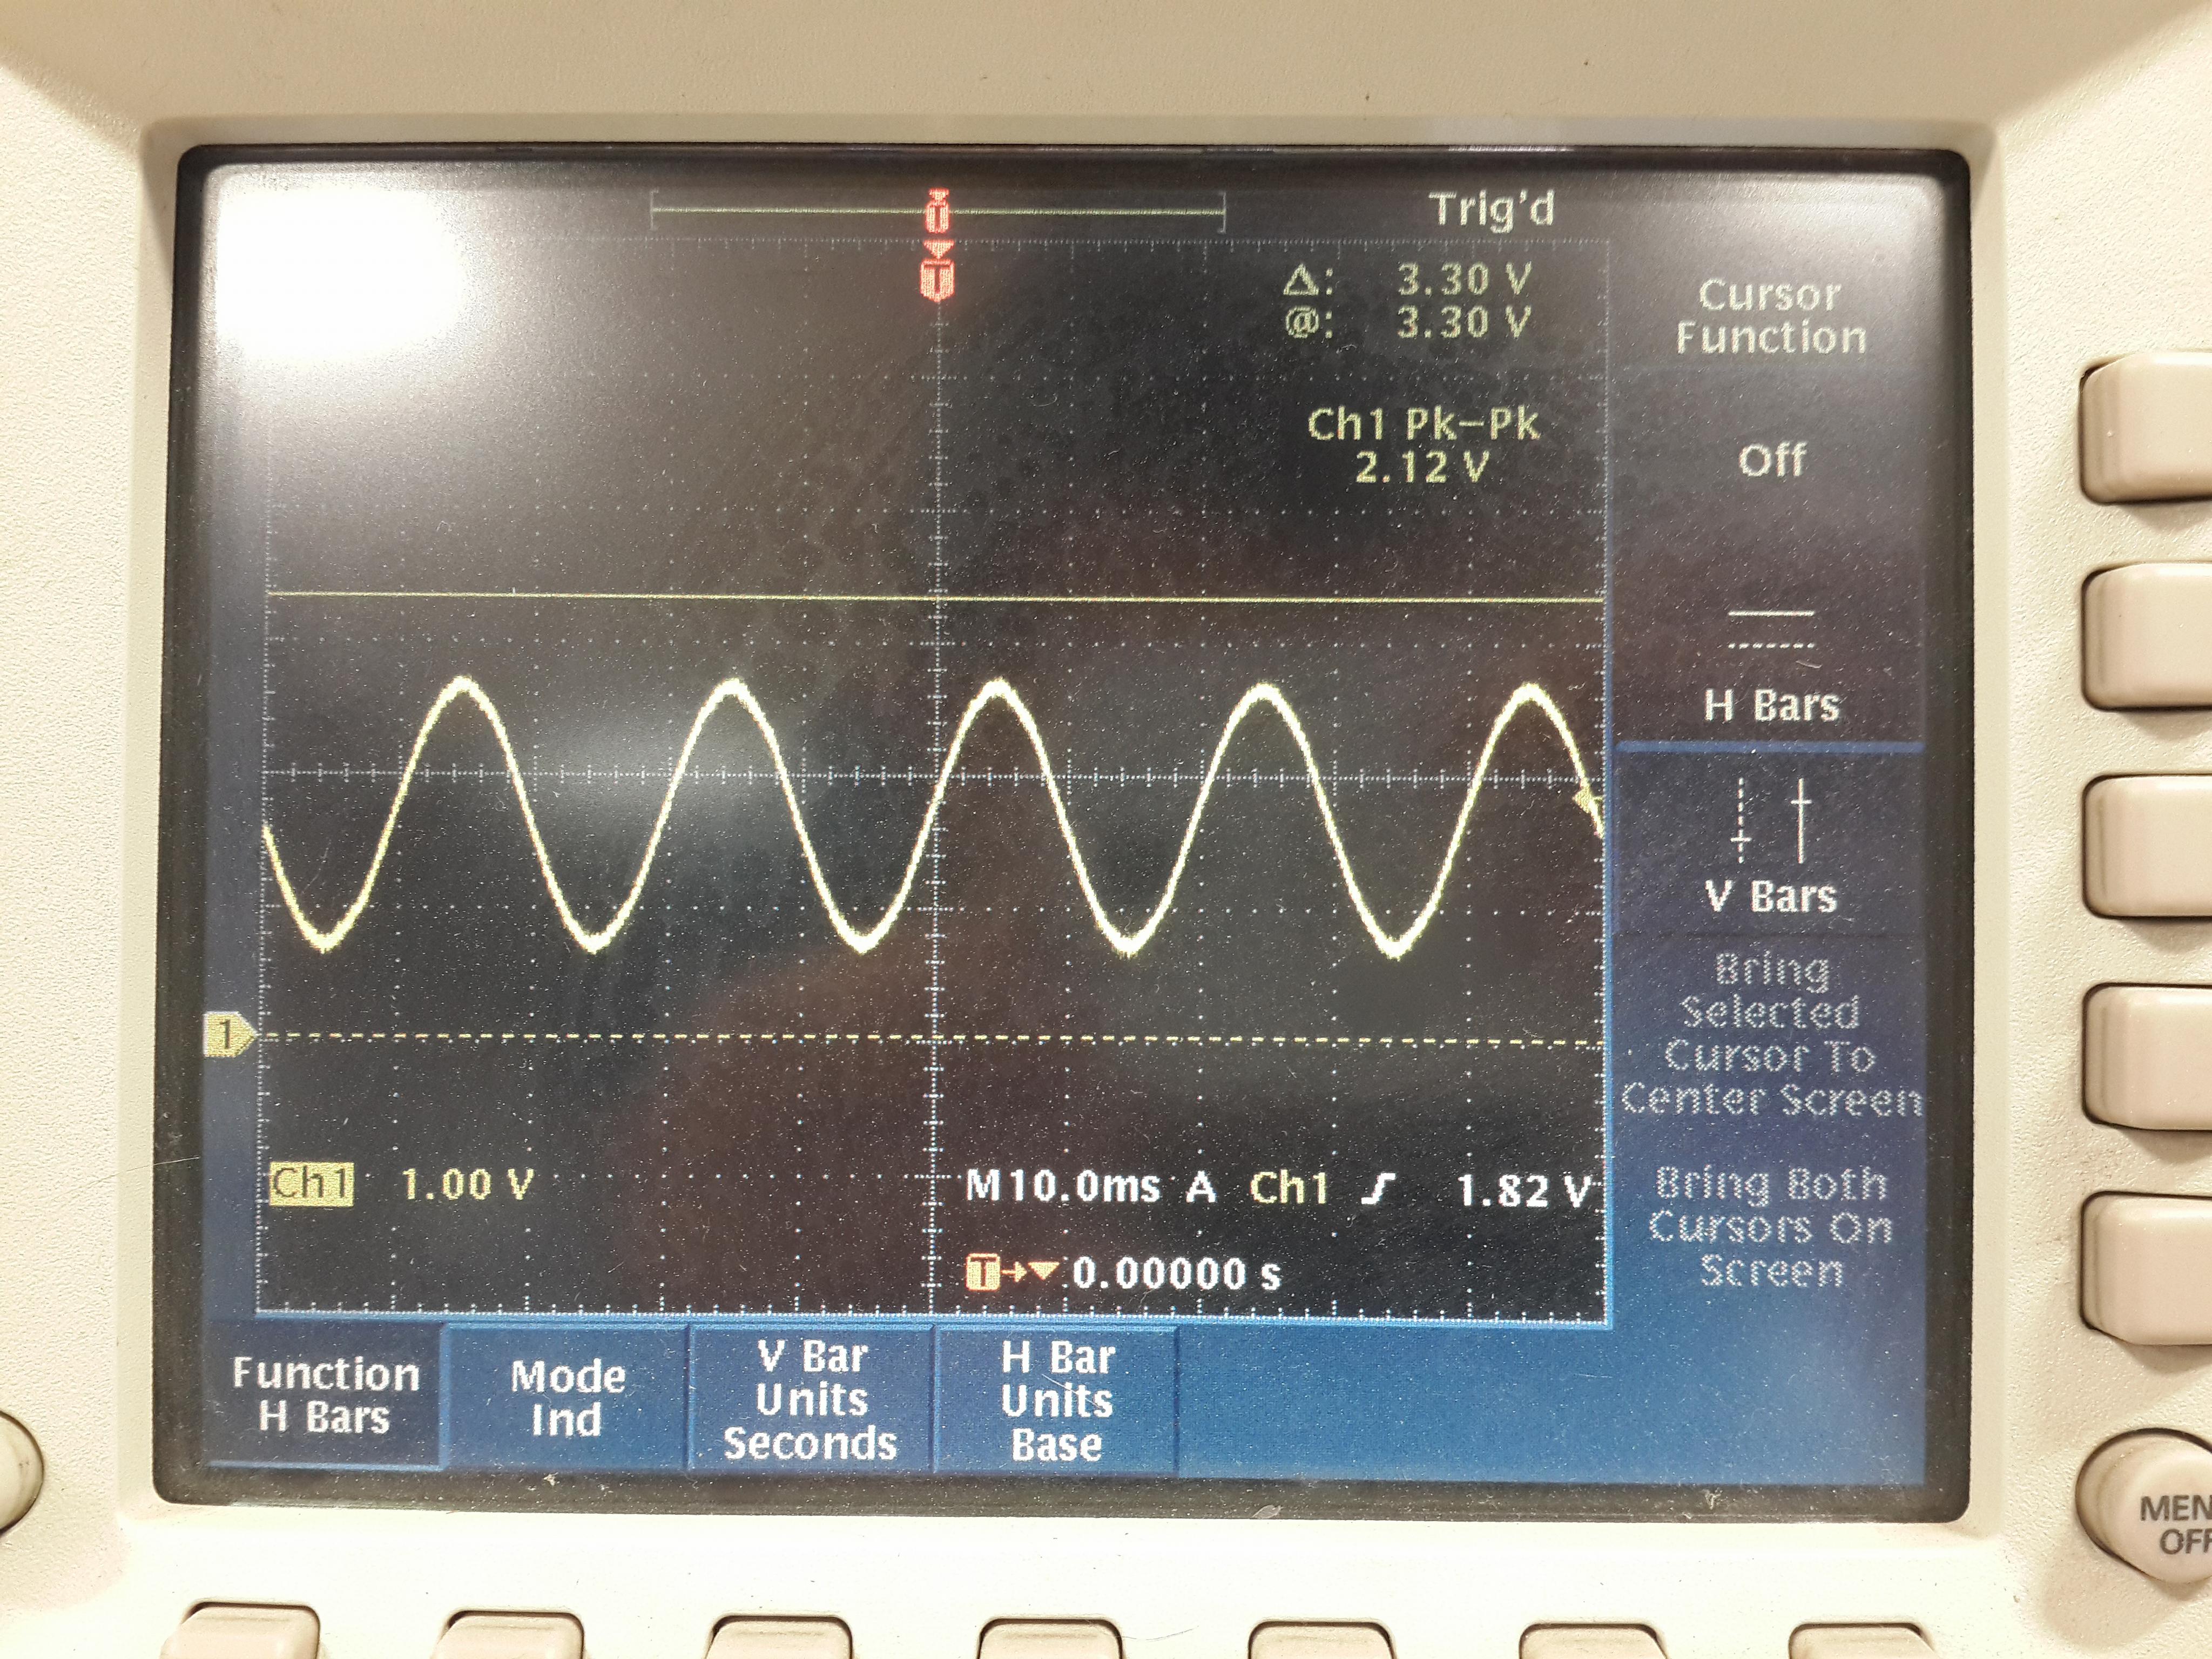 T
Trig'd
T
Δ: 3.30 V
@: 3.30 V
Ch1 Pk-Pk
2.12 V
1
Ch1 1.00 V M10.0ms A Ch1 1.82 V
T 0.00000 s
Cursor
Function
Off
H Bars
V Bars
Bring
Selected
Cursor To
Center Screen
Bring Both
Cursors On
Screen
Function
H Bars
Mode
Ind
V Bar
Units
Seconds
H Bar
Units
Base
MEN
OFF